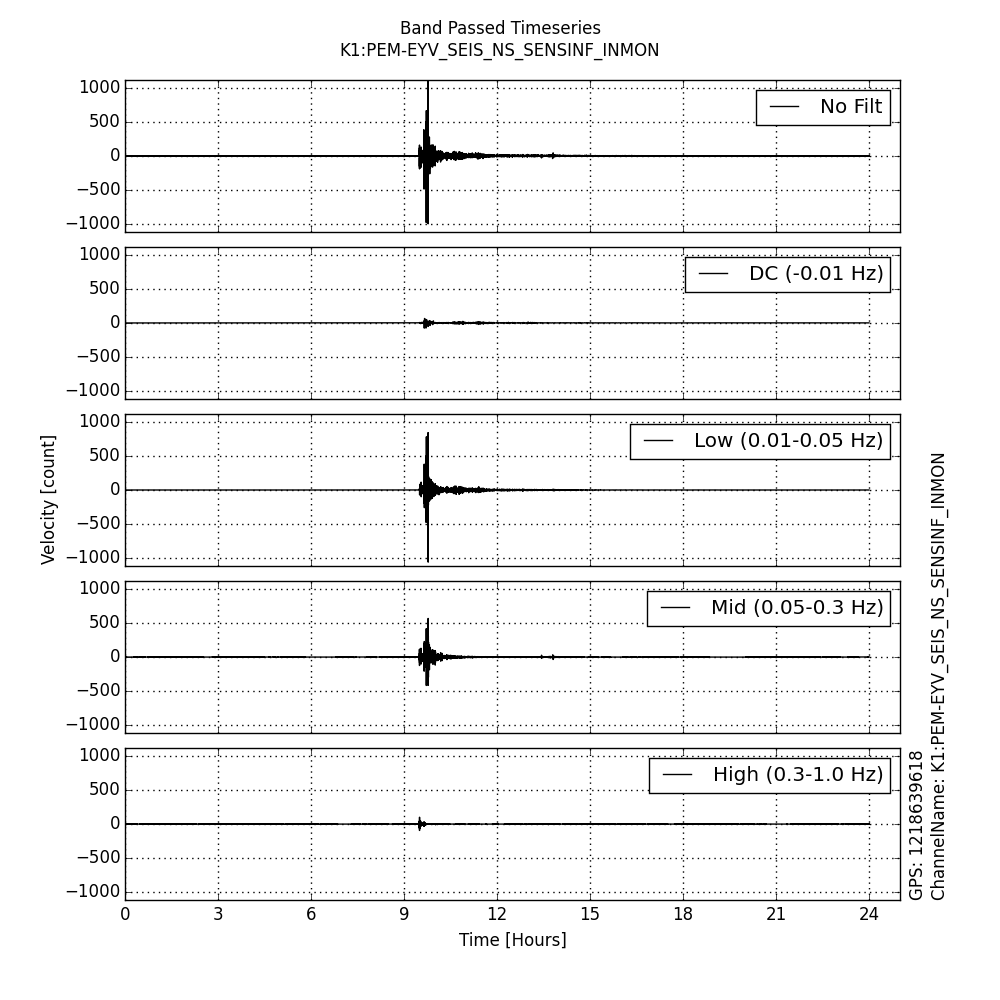 Band Passed Timeseries
K1:PEM-EYV_SEIS_NS_SENSINF_INMON
1000
500
0
−500
−1000
No Filt
1000
500
0
−500
−1000
DC (-0.01 Hz)
1000
500
0
−500
−1000
Low (0.01-0.05 Hz)
1000
500
0
−500
−1000
Mid (0.05-0.3 Hz)
1000
500
0
−500
−1000
High (0.3-1.0 Hz)
0 3 6 9 12 15 18 21 24
Time [Hours]
Velocity [count]
GPS: 1218639618
ChannelName: K1:PEM-EYV_SEIS_NS_SENSINF_INMON